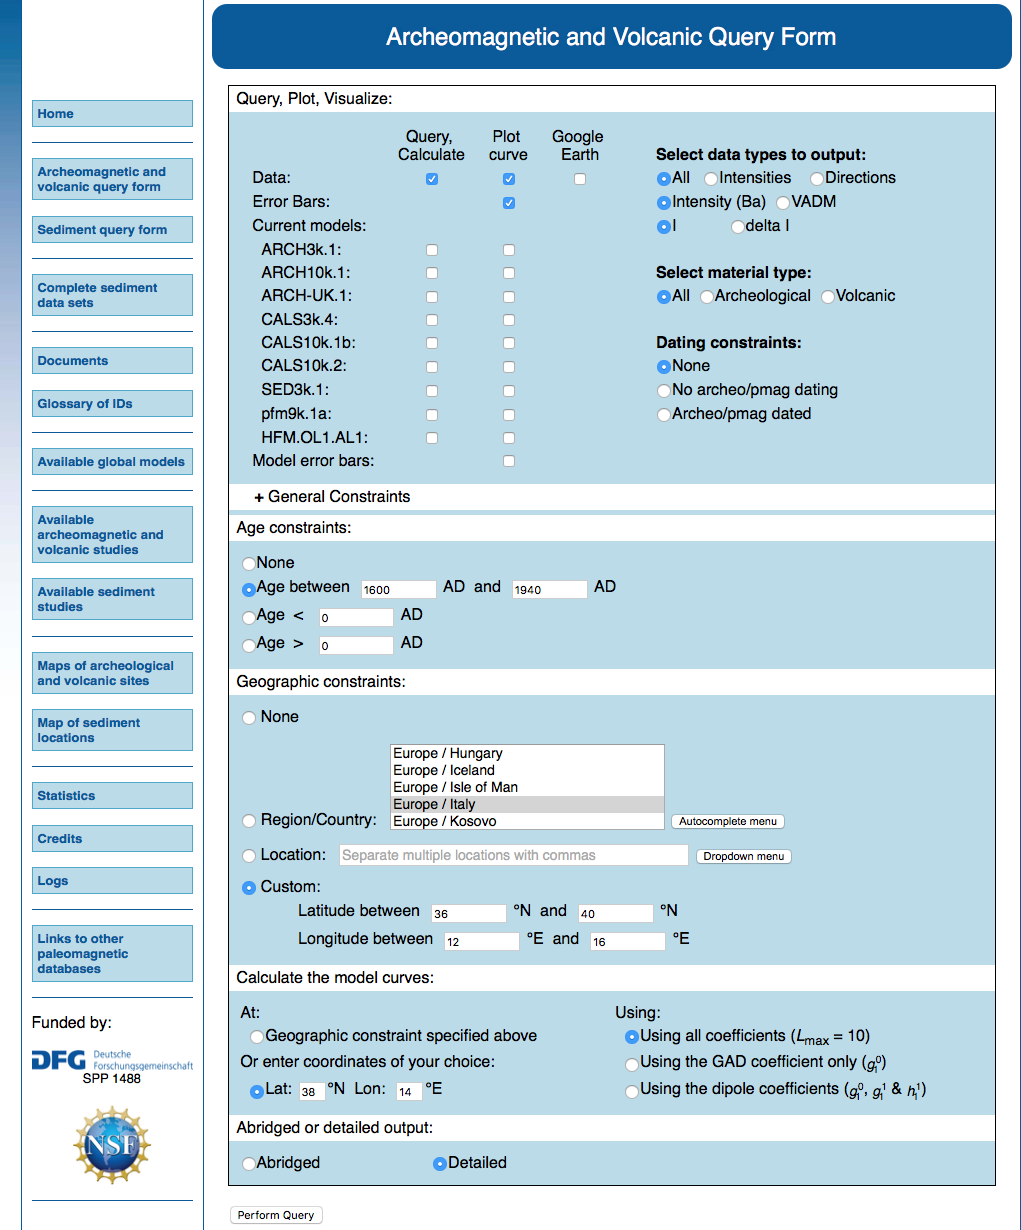 Archeomagnetic and Volcanic Query Form
Home
Archeomagnetic and
volcanic query form
Sediment query form
Complete sediment
data sets
Documents
Glossary of IDs
Available global models
Available
archeomagnetic and
volcanic studies
Available sediment
studies
Maps of archeological
and volcanic sites
Map of sediment
locations
Statistics
Credits
Logs
Links to other
paleomagnetic
databases
Funded by:
DFG Deutsche
Forschungsgemeinschaft
SPP 1488
NSF
Query, Plot, Visualize:
Query, Plot Google
Calculate curve Earth
Data:
Error Bars:
Current models:
ARCH3k.1:
ARCH10k.1:
ARCH-UK.1:
CALS3k.4:
CALS10k.1b:
CALS10k.2:
SED3k.1:
pfm9k.1a:
HFM.OL1.AL1:
Model error bars:
Select data types to output:
All Intensities Directions
Intensity (Ba) VADM
I delta I
Select material type:
All Archeological Volcanic
Dating constraints:
None
No archeo/pmag dating
Archeo/pmag dated
+ General Constraints
Age constraints:
None
Age between 1600 AD and 1940 AD
Age < 0 AD
Age > 0 AD
Geographic constraints:
None
Europe / Hungary
Europe / Iceland
Europe / Isle of Man
Europe / Italy
Region/Country: Europe / Kosovo Autocomplete menu
Location: Separate multiple locations with commas Dropdown menu
Custom:
Latitude between 36 °N and 40 °N
Longitude between 12 °E and 16 °E
Calculate the model curves:
At:
Geographic constraint specified above
Or enter coordinates of your choice:
Lat: 38 °N Lon: 14 °E
Using:
Using all coefficients (Lmax = 10)
Using the GAD coefficient only (g₁⁰)
Using the dipole coefficients (g₁⁰, g₁¹ & h₁¹)
Abridged or detailed output:
Abridged Detailed
Perform Query